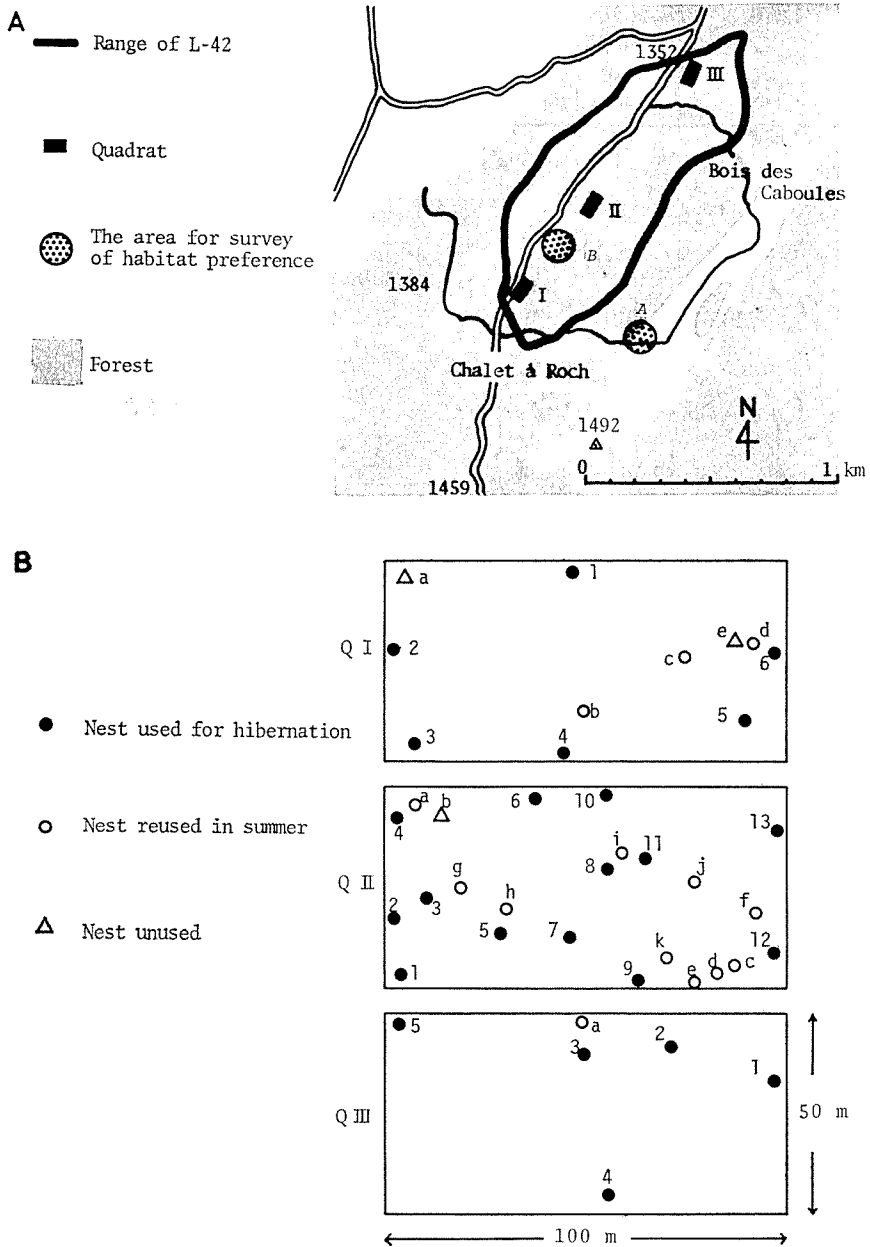 A
Range of L-42
Quadrat
The area for survey
of habitat preference
Forest
1352
III
Bois des
Caboules
II
B
1384
I
A
Chalet à Roch
N
1492
0 1 km
1459
B
Nest used for hibernation
Nest reused in summer
Nest unused
Q I
a
1
2
e d
c
6
b
5
3
4
Q II
a b
6
10
4
13
i
11
8
g
j
h
2
3
f
5
7
12
k
1
9
e
d
c
Q III
5
a
3
2
1
4
50 m
100 m